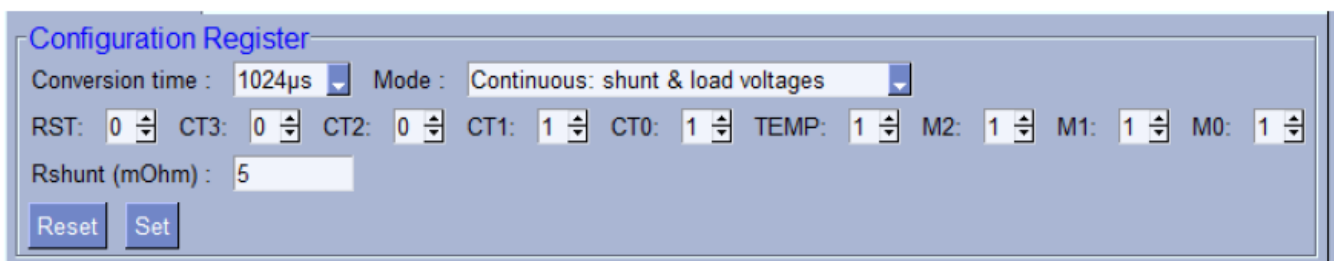 Configuration Register
Conversion time : 1024µs Mode : Continuous: shunt & load voltages
RST: 0 CT3: 0 CT2: 0 CT1: 1 CT0: 1 TEMP: 1 M2: 1 M1: 1 M0: 1
Rshunt (mOhm) : 5
Reset Set